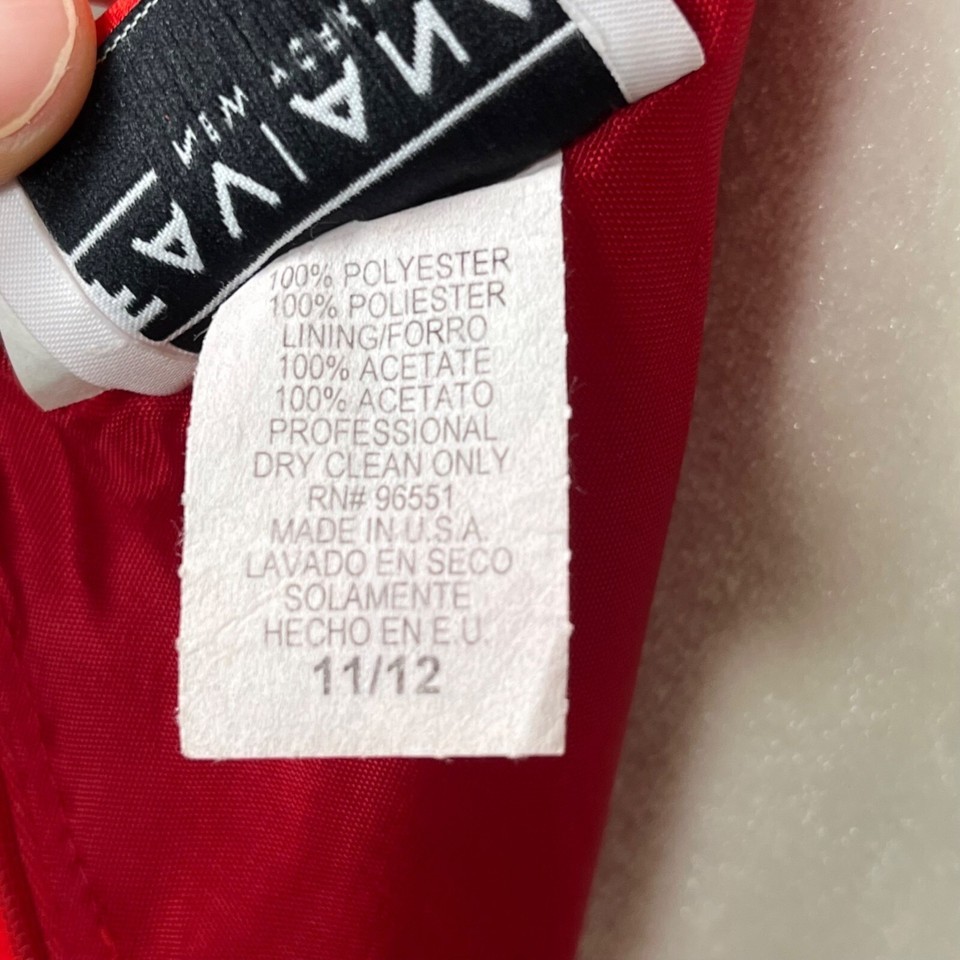 100% POLYESTER
100% POLIESTER
LINING/FORRO
100% ACETATE
100% ACETATO
PROFESSIONAL
DRY CLEAN ONLY
RN# 96551
MADE IN U.S.A.
LAVADO EN SECO
SOLAMENTE
HECHO EN E.U.
11/12